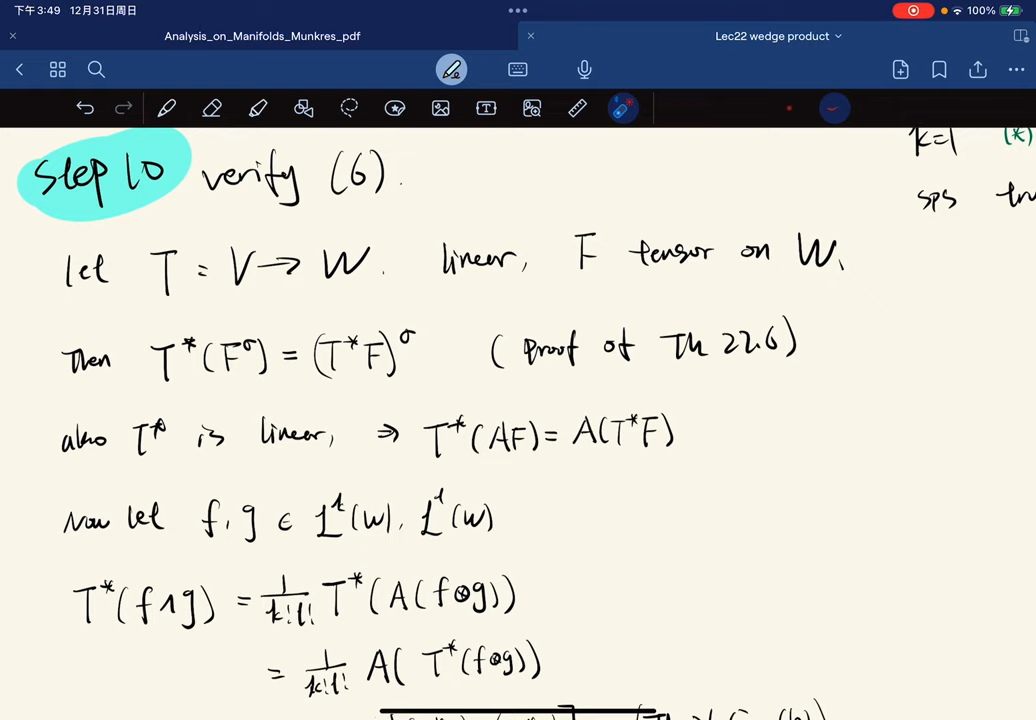 下午3:49 12月31日周日
100%
Analysis_on_Manifolds_Munkres_pdf
Lec22 wedge product
k=1 (*)
step 10 verify (6).
sps
let T = V → W. linear, F tensor on W,
Then T*(F^σ) = (T*F)^σ (Proof of Th 22.6)
also T* is linear, ⇒ T*(AF) = A(T*F)
Now let f, g ∈ L^k(W), L^l(W)
T*(f∧g) = 1/k!l! T*(A(f⊗g))
= 1/k!l! A( T*(f⊗g))